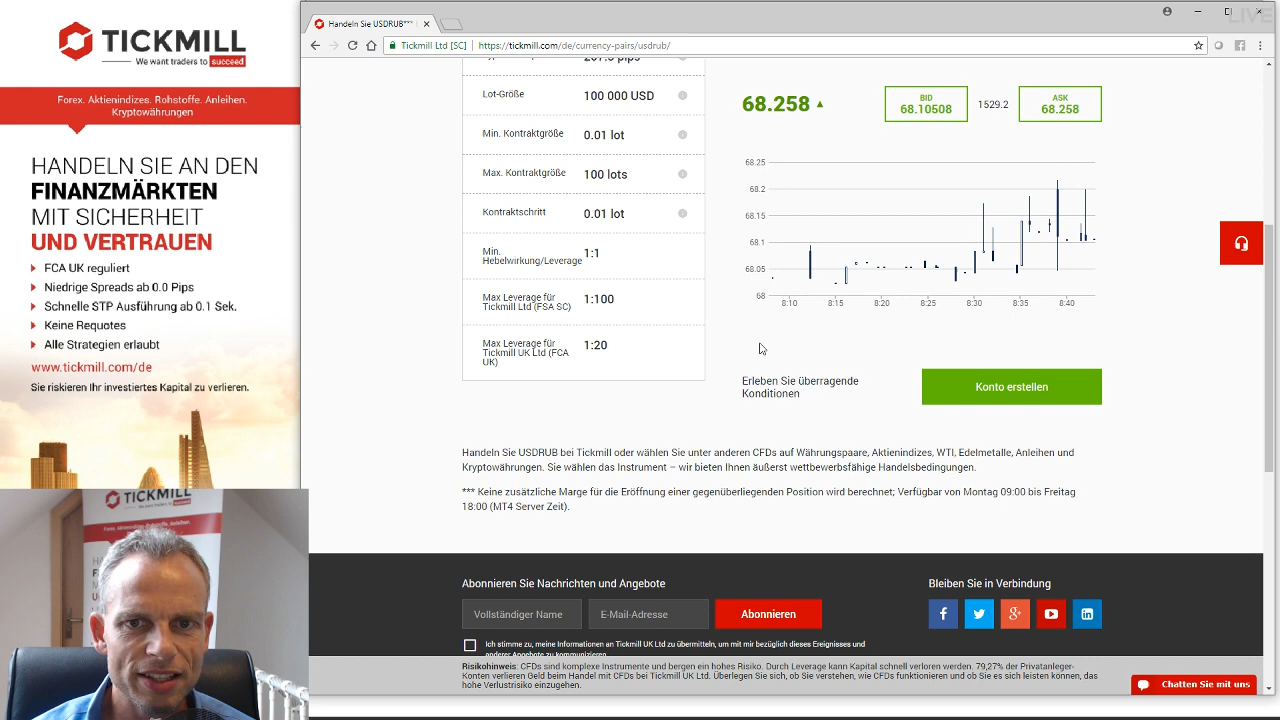 TICKMILL
We want traders to succeed
Forex. Aktienindizes. Rohstoffe. Anleihen.
Kryptowährungen
HANDELN SIE AN DEN
FINANZMÄRKTEN
MIT SICHERHEIT
UND VERTRAUEN
FCA UK reguliert
Niedrige Spreads ab 0.0 Pips
Schnelle STP Ausführung ab 0.1 Sek.
Keine Requotes
Alle Strategien erlaubt
www.tickmill.com/de
Sie riskieren Ihr investiertes Kapital zu verlieren.
TICKMILL
Handeln Sie USDRUB***
LIVE
Tickmill Ltd [SC]
https://tickmill.com/de/currency-pairs/usdrub/
pips
Lot-Größe 100 000 USD
Min. Kontraktgröße 0.01 lot
Max. Kontraktgröße 100 lots
Kontraktschritt 0.01 lot
Min.
Hebelwirkung/Leverage 1:1
Max Leverage für
Tickmill Ltd (FSA SC) 1:100
Max Leverage für
Tickmill UK Ltd (FCA
UK) 1:20
68.258
BID
68.10508
1529.2
ASK
68.258
68.25
68.2
68.15
68.1
68.05
68
8:10 8:15 8:20 8:25 8:30 8:35 8:40
Erleben Sie überragende
Konditionen
Konto erstellen
Handeln Sie USDRUB bei Tickmill oder wählen Sie unter anderen CFDs auf Währungspaare, Aktienindizes, WTI, Edelmetalle, Anleihen und
Kryptowährungen. Sie wählen das Instrument – wir bieten Ihnen äußerst wettbewerbsfähige Handelsbedingungen.
*** Keine zusätzliche Marge für die Eröffnung einer gegenüberliegenden Position wird berechnet; Verfügbar von Montag 09:00 bis Freitag
18:00 (MT4 Server Zeit).
Abonnieren Sie Nachrichten und Angebote
Vollständiger Name
E-Mail-Adresse
Abonnieren
Bleiben Sie in Verbindung
Ich stimme zu, meine Informationen an Tickmill UK Ltd zu übermitteln, um mit mir bezüglich dieses Ereignisses und
anderer Angebote zu kommunizieren
Risikohinweis: CFDs sind komplexe Instrumente und bergen ein hohes Risiko. Durch Leverage kann Kapital schnell verloren werden. 79,27% der Privatanleger-
Konten verlieren Geld beim Handel mit CFDs bei Tickmill UK Ltd. Überlegen Sie sich, ob Sie verstehen, wie CFDs funktionieren und ob Sie es sich leisten können, das
hohe Verlustrisiko einzugehen.
Chatten Sie mit uns